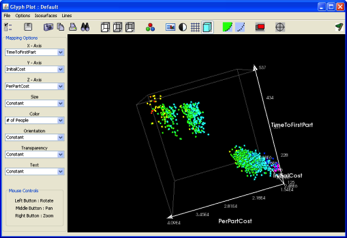 Glyph Plot : Default
File Options Isosurfaces Lines
Mapping Options
X - Axis
TimeToFirstPart
Y - Axis
InitialCost
Z - Axis
PerPartCost
Size
Constant
Color
# of People
Orientation
Constant
Transparency
Constant
Text
Constant
Mouse Controls
Left Button : Rotate
Middle Button : Pan
Right Button : Zoom
TimeToFirstPart
InitialCost
PerPartCost